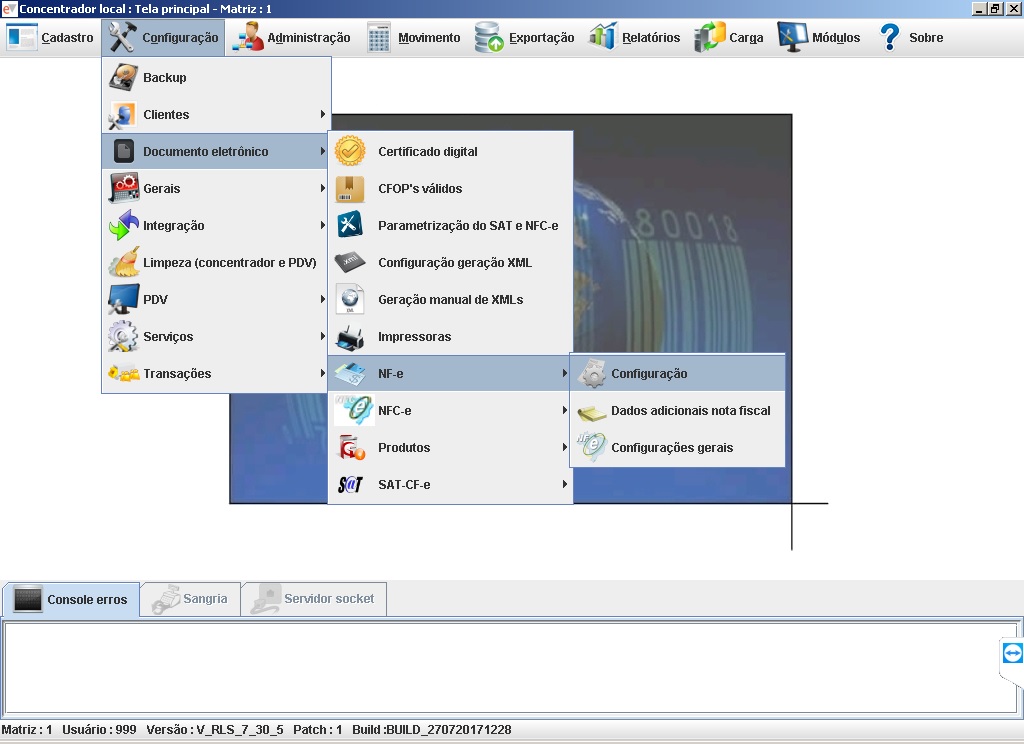 Concentrador local : Tela principal - Matriz : 1
Cadastro Configuração Administração Movimento Exportação Relatórios Carga Módulos Sobre
Backup
Clientes
Documento eletrônico
Gerais
Integração
Limpeza (concentrador e PDV)
PDV
Serviços
Transações
Certificado digital
CFOP's válidos
Parametrização do SAT e NFC-e
Configuração geração XML
Geração manual de XMLs
Impressoras
NF-e
NFC-e
Produtos
SAT-CF-e
Configuração
Dados adicionais nota fiscal
Configurações gerais
80018
Console erros Sangria Servidor socket
Matriz : 1 Usuário : 999 Versão : V_RLS_7_30_5 Patch : 1 Build :BUILD_270720171228